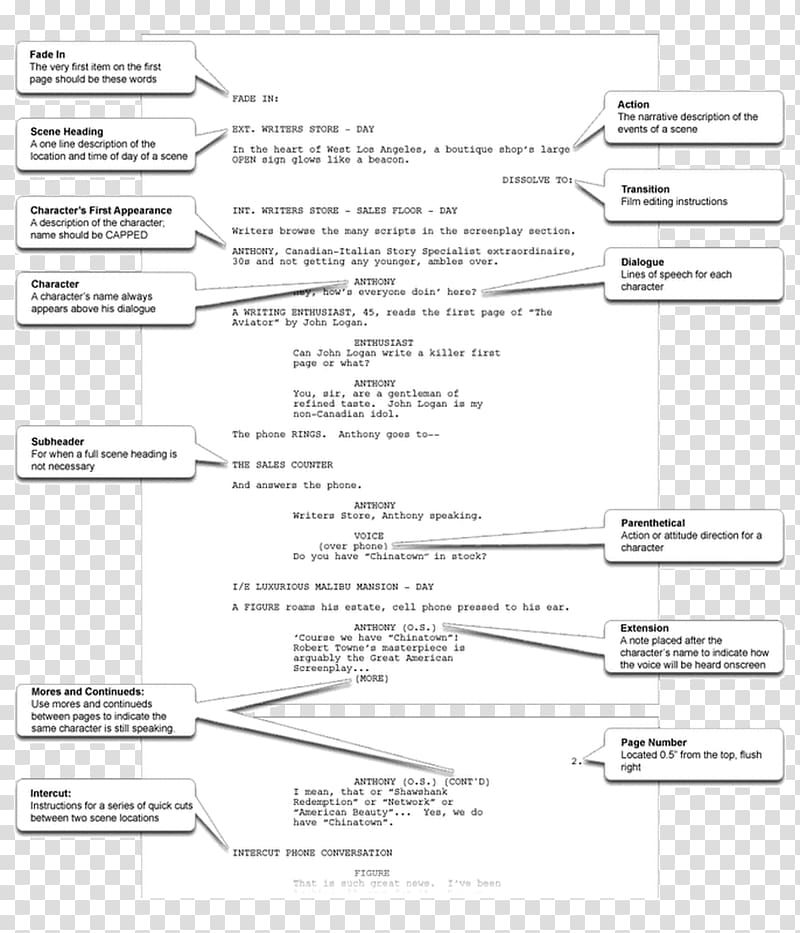 Fade In
The very first item on the first
page should be these words
FADE IN:
Action
The narrative description of the
events of a scene
Scene Heading
A one line description of the
location and time of day of a scene
EXT. WRITERS STORE - DAY
In the heart of West Los Angeles, a boutique shop's large
OPEN sign glows like a beacon.
DISSOLVE TO:
Transition
Film editing instructions
Character's First Appearance
A description of the character;
name should be CAPPED
INT. WRITERS STORE - SALES FLOOR - DAY
Writers browse the many scripts in the screenplay section.
ANTHONY, Canadian-Italian Story Specialist extraordinaire,
30s and not getting any younger, ambles over.
Dialogue
Lines of speech for each
character
Character
A character's name always
appears above his dialogue
ANTHONY
Hey, how's everyone doin' here?
A WRITING ENTHUSIAST, 45, reads the first page of "The
Aviator" by John Logan.
ENTHUSIAST
Can John Logan write a killer first
page or what?
ANTHONY
You, sir, are a gentleman of
refined taste. John Logan is my
non-Canadian idol.
The phone RINGS. Anthony goes to--
Subheader
For when a full scene heading is
not necessary
THE SALES COUNTER
And answers the phone.
ANTHONY
Writers Store, Anthony speaking.
VOICE
(over phone)
Do you have "Chinatown" in stock?
Parenthetical
Action or attitude direction for a
character
I/E LUXURIOUS MALIBU MANSION - DAY
A FIGURE roams his estate, cell phone pressed to his ear.
ANTHONY (O.S.)
'Course we have "Chinatown"!
Robert Towne's masterpiece is
arguably the Great American
Screenplay...
(MORE)
Extension
A note placed after the
character's name to indicate how
the voice will be heard onscreen
Mores and Continueds:
Use mores and continueds
between pages to indicate the
same character is still speaking.
2.
Page Number
Located 0.5" from the top, flush
right
ANTHONY (O.S.) (CONT'D)
I mean, that or "Shawshank
Redemption" or "Network" or
"American Beauty"... Yes, we do
have "Chinatown".
Intercut:
Instructions for a series of quick cuts
between two scene locations
INTERCUT PHONE CONVERSATION
FIGURE
That is such great news. I've been